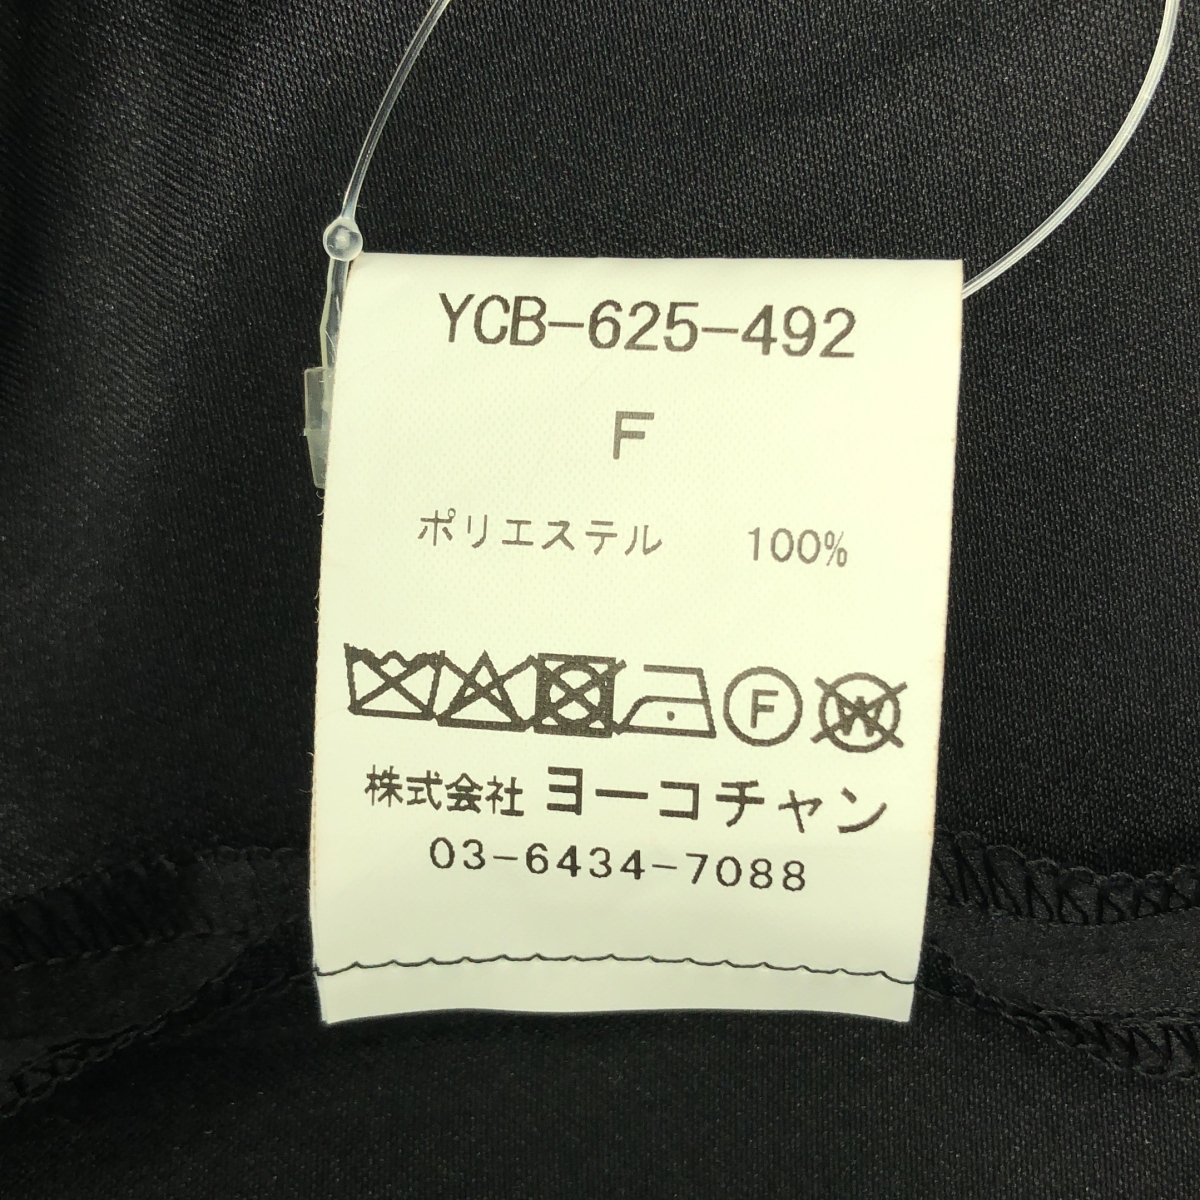 YCB-625-492
F
ポリエステル 100%
F W
株式会社 ヨーコチャン
03-6434-7088